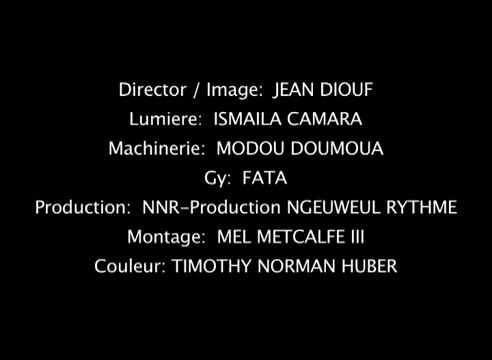 Director / Image: JEAN DIOUF
Lumiere: ISMAILA CAMARA
Machinerie: MODOU DOUMOUA
Gy: FATA
Production: NNR-Production NGEUWEUL RYTHME
Montage: MEL METCALFE III
Couleur: TIMOTHY NORMAN HUBER